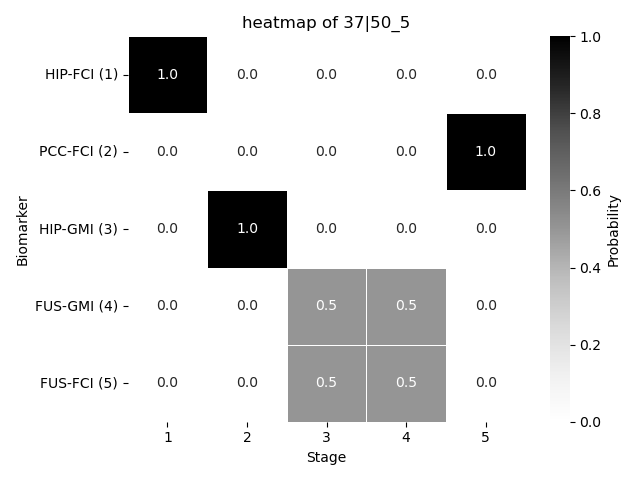 heatmap of 37|50_5
HIP-FCI (1) 1.0 0.0 0.0 0.0 0.0
PCC-FCI (2) 0.0 0.0 0.0 0.0 1.0
HIP-GMI (3) 0.0 1.0 0.0 0.0 0.0
FUS-GMI (4) 0.0 0.0 0.5 0.5 0.0
FUS-FCI (5) 0.0 0.0 0.5 0.5 0.0
1 2 3 4 5
Stage
Biomarker
1.0
0.8
0.6
0.4
0.2
0.0
Probability